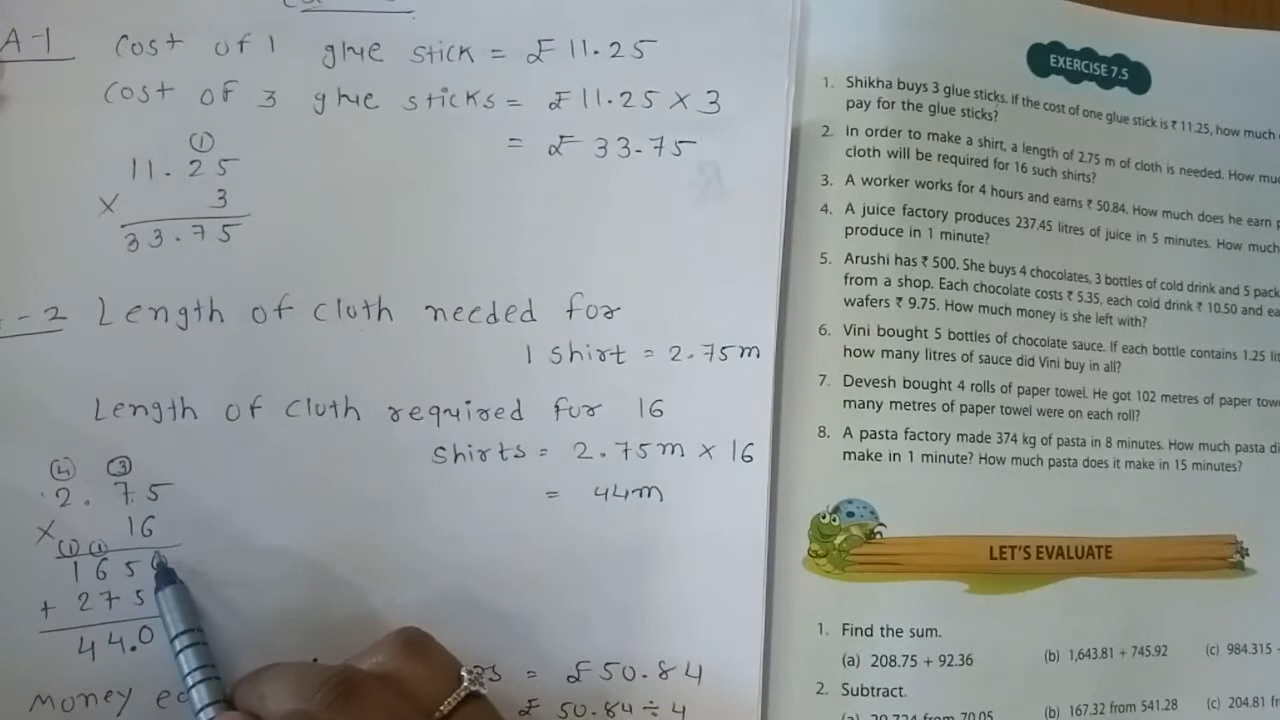 A-1 Cost of 1 glue stick = ₹ 11.25
Cost of 3 glue sticks = ₹ 11.25 × 3
= ₹ 33.75
1
11.25
× 3
33.75
-2 Length of cloth needed for
1 shirt = 2.75m
Length of cloth required for 16
shirts = 2.75m × 16
= 44m
4 3
2.75
× 16
1 1
165
+ 275
44.0
Money = ₹ 50.84
₹ 50.84 ÷ 4
EXERCISE 7.5
1. Shikha buys 3 glue sticks. If the cost of one glue stick is ₹ 11.25, how much
pay for the glue sticks?
2. In order to make a shirt, a length of 2.75 m of cloth is needed. How
cloth will be required for 16 such shirts?
3. A worker works for 4 hours and earns ₹ 50.84. How much does he earn
4. A juice factory produces 237.45 litres of juice in 5 minutes. How much
produce in 1 minute?
5. Arushi has ₹ 500. She buys 4 chocolates, 3 bottles of cold drink and 5 pack
from a shop. Each chocolate costs ₹ 5.35, each cold drink ₹ 10.50 and ea
wafers ₹ 9.75. How much money is she left with?
6. Vini bought 5 bottles of chocolate sauce. If each bottle contains 1.25 lit
how many litres of sauce did Vini buy in all?
7. Devesh bought 4 rolls of paper towel. He got 102 metres of paper tow
many metres of paper towel were on each roll?
8. A pasta factory made 374 kg of pasta in 8 minutes. How much pasta d
make in 1 minute? How much pasta does it make in 15 minutes?
LET'S EVALUATE
1. Find the sum.
(a) 208.75 + 92.36 (b) 1,643.81 + 745.92 (c) 984.315
2. Subtract.
(b) 167.32 from 541.28 (c) 204.81